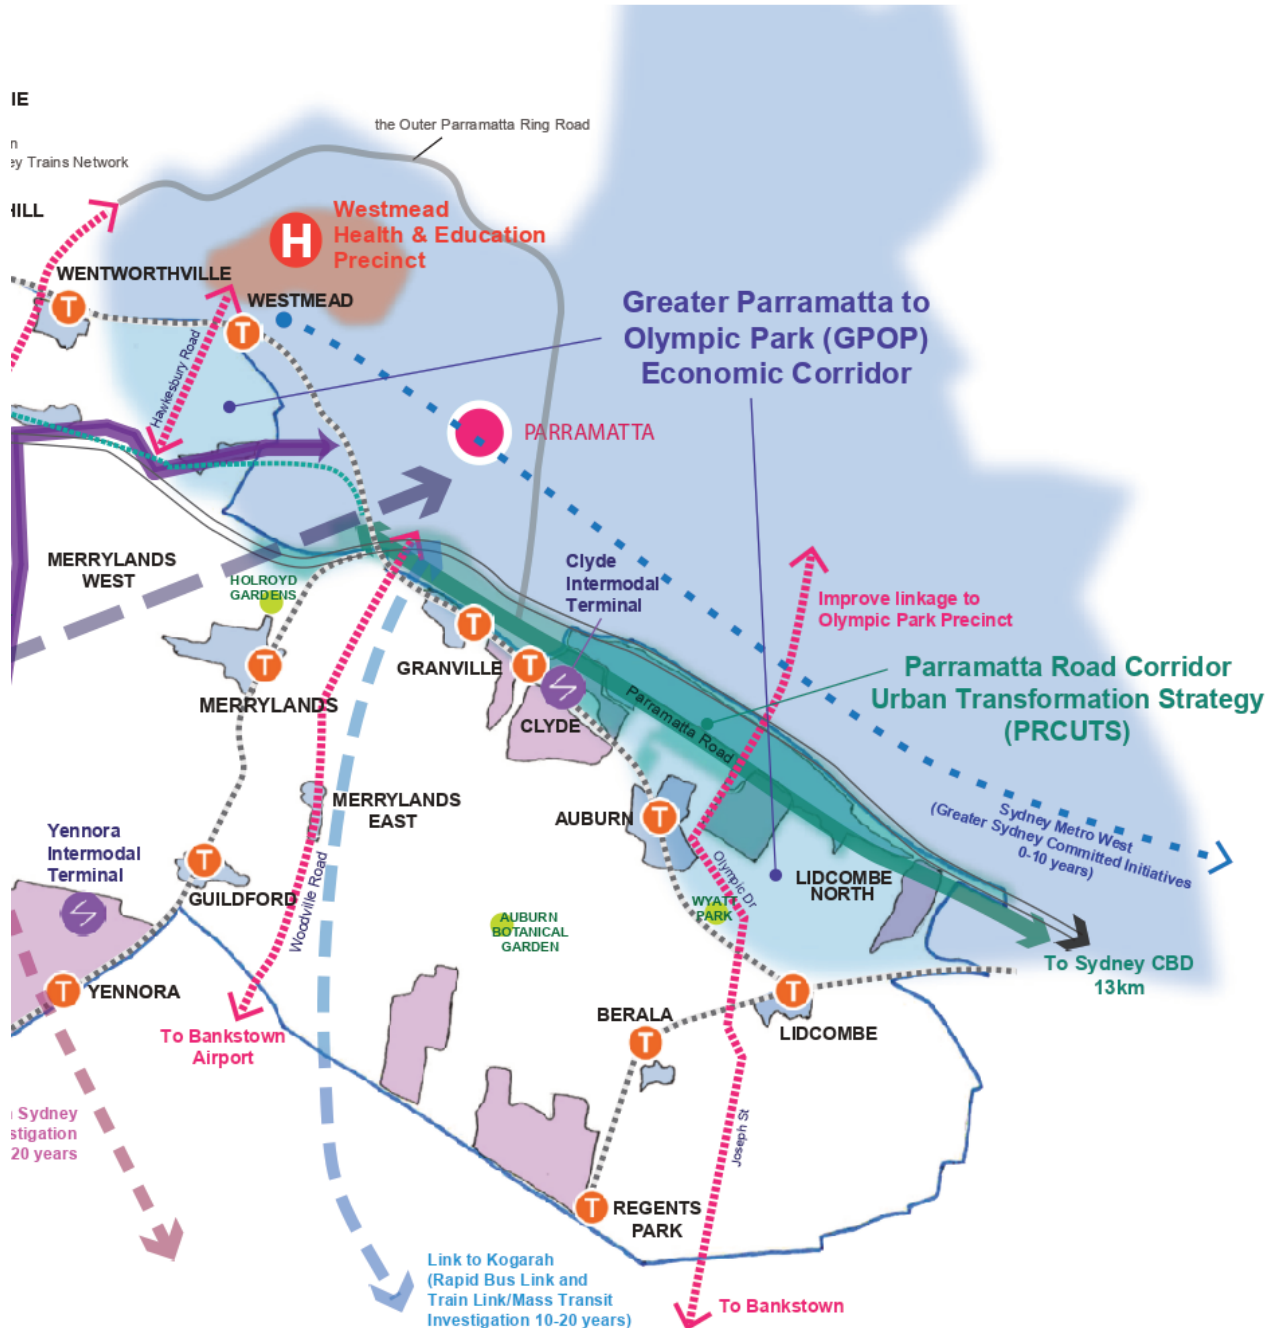 the Outer Parramatta Ring Road
ey Trains Network
Westmead
Health & Education
Precinct
H
WENTWORTHVILLE
T
WESTMEAD
T
Hawkesbury Road
Greater Parramatta to
Olympic Park (GPOP)
Economic Corridor
PARRAMATTA
MERRYLANDS
WEST
HOLROYD
GARDENS
Clyde
Intermodal
Terminal
Improve linkage to
Olympic Park Precinct
T
GRANVILLE
T
CLYDE
T
MERRYLANDS
Parramatta Road Corridor
Urban Transformation Strategy
(PRCUTS)
Parramatta Road
MERRYLANDS
EAST
AUBURN
T
Sydney Metro West
(Greater Sydney Committed Initiatives
0-10 years)
Yennora
Intermodal
Terminal
T
GUILDFORD
Woodville Road
Olympic Dr
LIDCOMBE
NORTH
WYATT
PARK
AUBURN
BOTANICAL
GARDEN
To Sydney CBD
13km
T
YENNORA
To Bankstown
Airport
BERALA
T
T
LIDCOMBE
Joseph St
Sydney
stigation
20 years
T
REGENTS
PARK
Link to Kogarah
(Rapid Bus Link and
Train Link/Mass Transit
Investigation 10-20 years)
To Bankstown